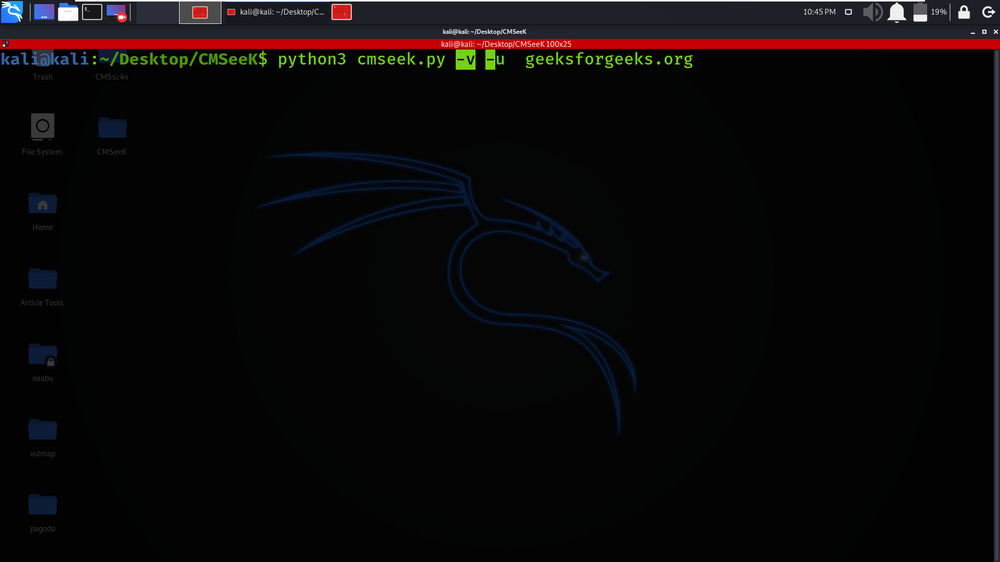 kali@kali: ~/Desktop/C...
10:45 PM
19%
kali@kali: ~/Desktop/CMSeeK
kali@kali: ~/Desktop/CMSeeK 100x25
kali@kali:~/Desktop/CMSeeK$ python3 cmseek.py -v -u  geeksforgeeks.org
Trash
CMSsc4n
File System
CMSeeK
Home
Article Tools
naabu
vulmap
pagodo